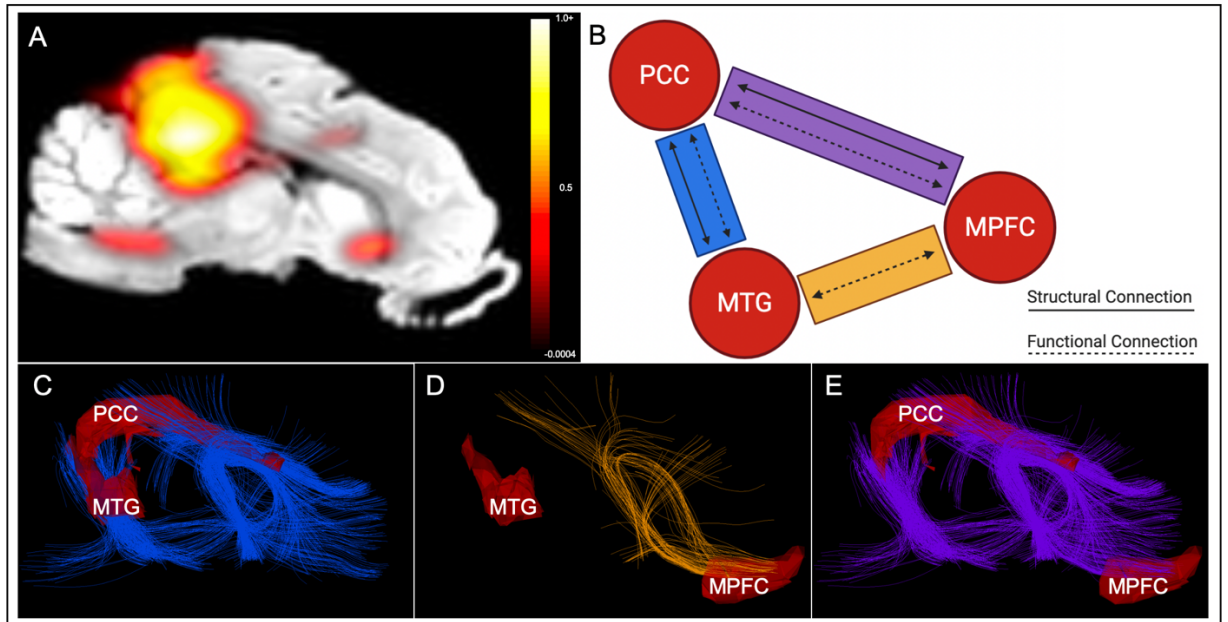 A
1.0+
0.5
-0.0004
B
PCC
MPFC
MTG
Structural Connection
Functional Connection
C
PCC
MTG
D
MTG
MPFC
E
PCC
MPFC